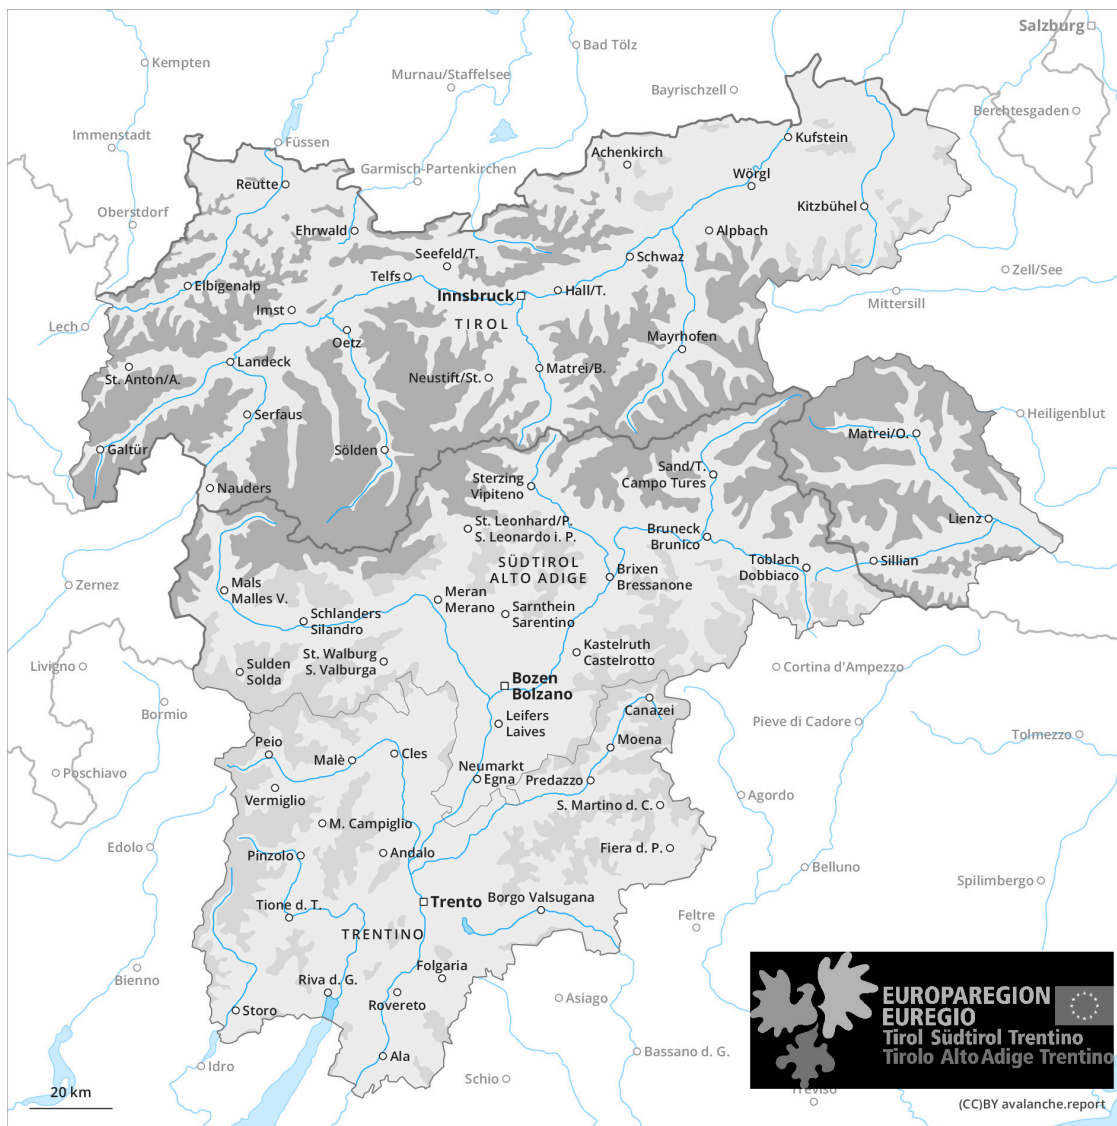 Salzburg
Bad Tölz
Kempten
Murnau/Staffelsee
Bayrischzell
Berchtesgaden
Immenstadt
Füssen
Kufstein
Achenkirch
Garmisch-Partenkirchen
Wörgl
Reutte
Kitzbühel
Oberstdorf
Ehrwald
Alpbach
Seefeld/T.
Schwaz
Zell/See
Telfs
Elbigenalp
Innsbruck
Hall/T.
Mittersill
Imst
Lech
TIROL
Oetz
Mayrhofen
Landeck
Matrei/B.
St. Anton/A.
Neustift/St.
Serfaus
Heiligenblut
Matrei/O.
Galtür
Sölden
Sand/T.
Campo Tures
Sterzing
Vipiteno
Nauders
Lienz
St. Leonhard/P.
S. Leonardo i. P.
Bruneck
Brunico
SÜDTIROL
ALTO ADIGE
Toblach
Dobbiaco
Sillian
Brixen
Bressanone
Zernez
Mals
Malles V.
Meran
Merano
Sarnthein
Sarentino
Schlanders
Silandro
Kastelruth
Castelrotto
St. Walburg
S. Valburga
Livigno
Sulden
Solda
Cortina d'Ampezzo
Bozen
Bolzano
Canazei
Bormio
Leifers
Laives
Pieve di Cadore
Tolmezzo
Peio
Moena
Malè
Cles
Neumarkt
Egna
Predazzo
Poschiavo
Vermiglio
Agordo
S. Martino d. C.
M. Campiglio
Edolo
Pinzolo
Andalo
Fiera d. P.
Belluno
Spilimbergo
Tione d. T.
Trento
Borgo Valsugana
Feltre
TRENTINO
Bienno
Folgaria
Riva d. G.
Rovereto
Asiago
Storo
EUROPAREGION
EUREGIO
Tirol Südtirol Trentino
Tirolo Alto Adige Trentino
Ala
Bassano d. G.
Idro
Schio
20 km
Treviso
(CC)BY avalanche.report